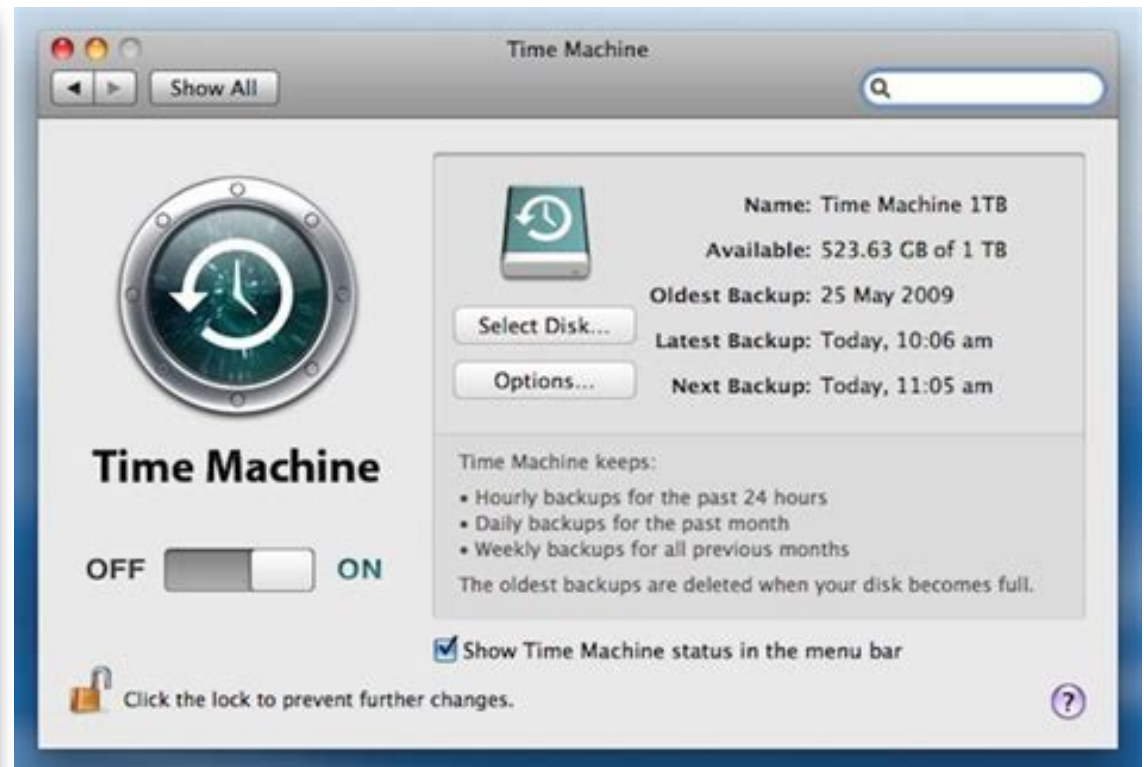 Time Machine
Show All
Name: Time Machine 1TB
Available: 523.63 GB of 1 TB
Oldest Backup: 25 May 2009
Select Disk...
Latest Backup: Today, 10:06 am
Options...
Next Backup: Today, 11:05 am
Time Machine
Time Machine keeps:
• Hourly backups for the past 24 hours
• Daily backups for the past month
• Weekly backups for all previous months
The oldest backups are deleted when your disk becomes full.
OFF ON
Show Time Machine status in the menu bar
Click the lock to prevent further changes.
?